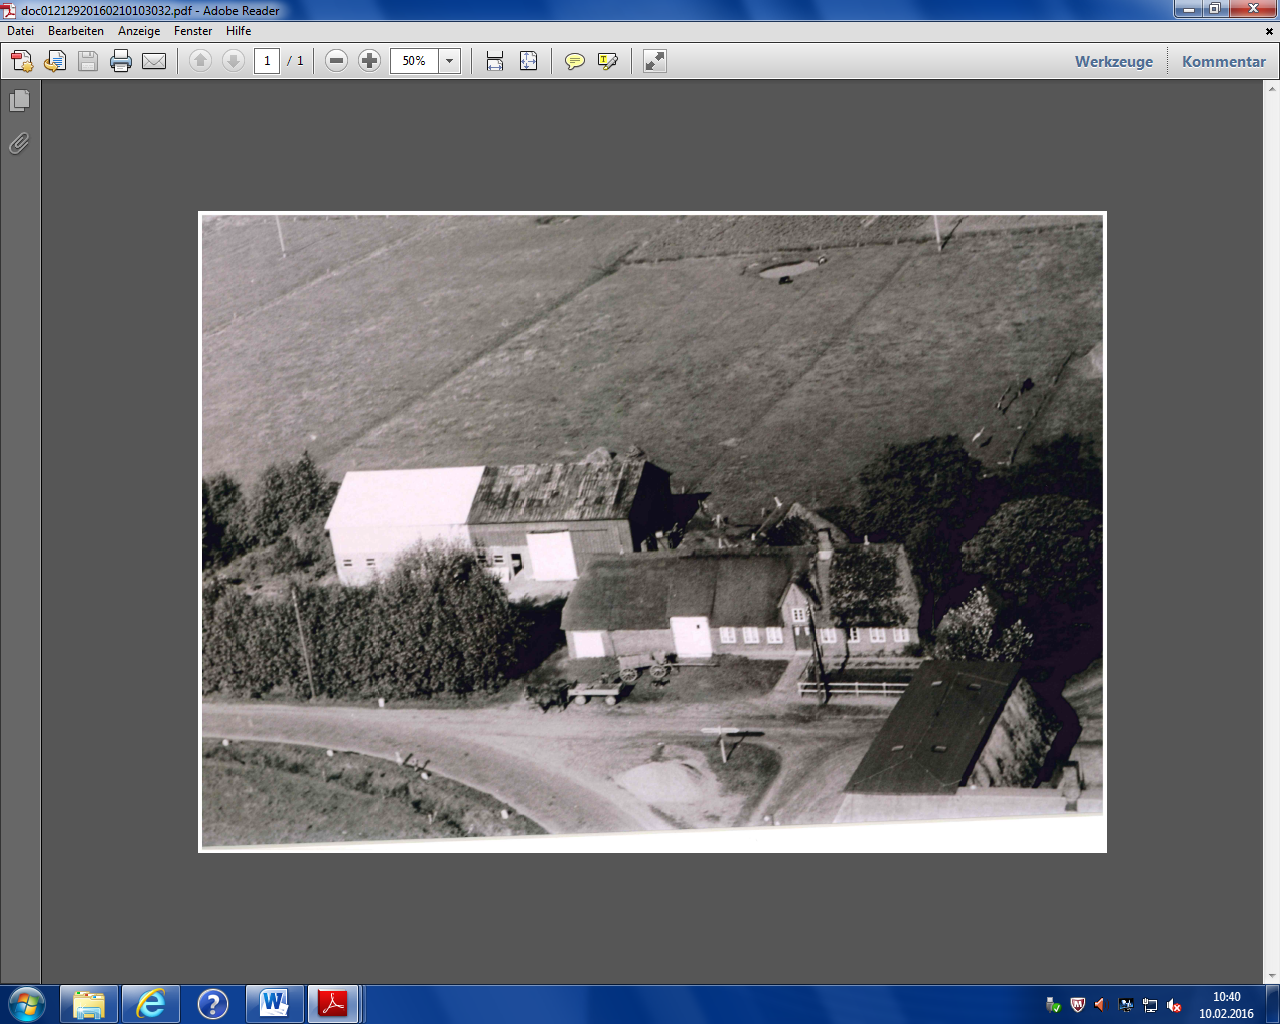 doc01212920160210103032.pdf - Adobe Reader
Datei Bearbeiten Anzeige Fenster Hilfe
1 / 1 50% Werkzeuge Kommentar
10:40
10.02.2016